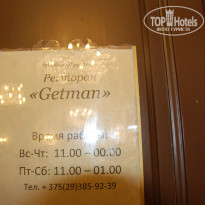 TOP Hotels
ФОТО ТУРИСТА
Ресторан
«Getman»
Время работы:
Вс-Чт: 11.00 – 00.00
Пт-Сб: 11.00 – 01.00
Тел. + 375(29)385-92-39